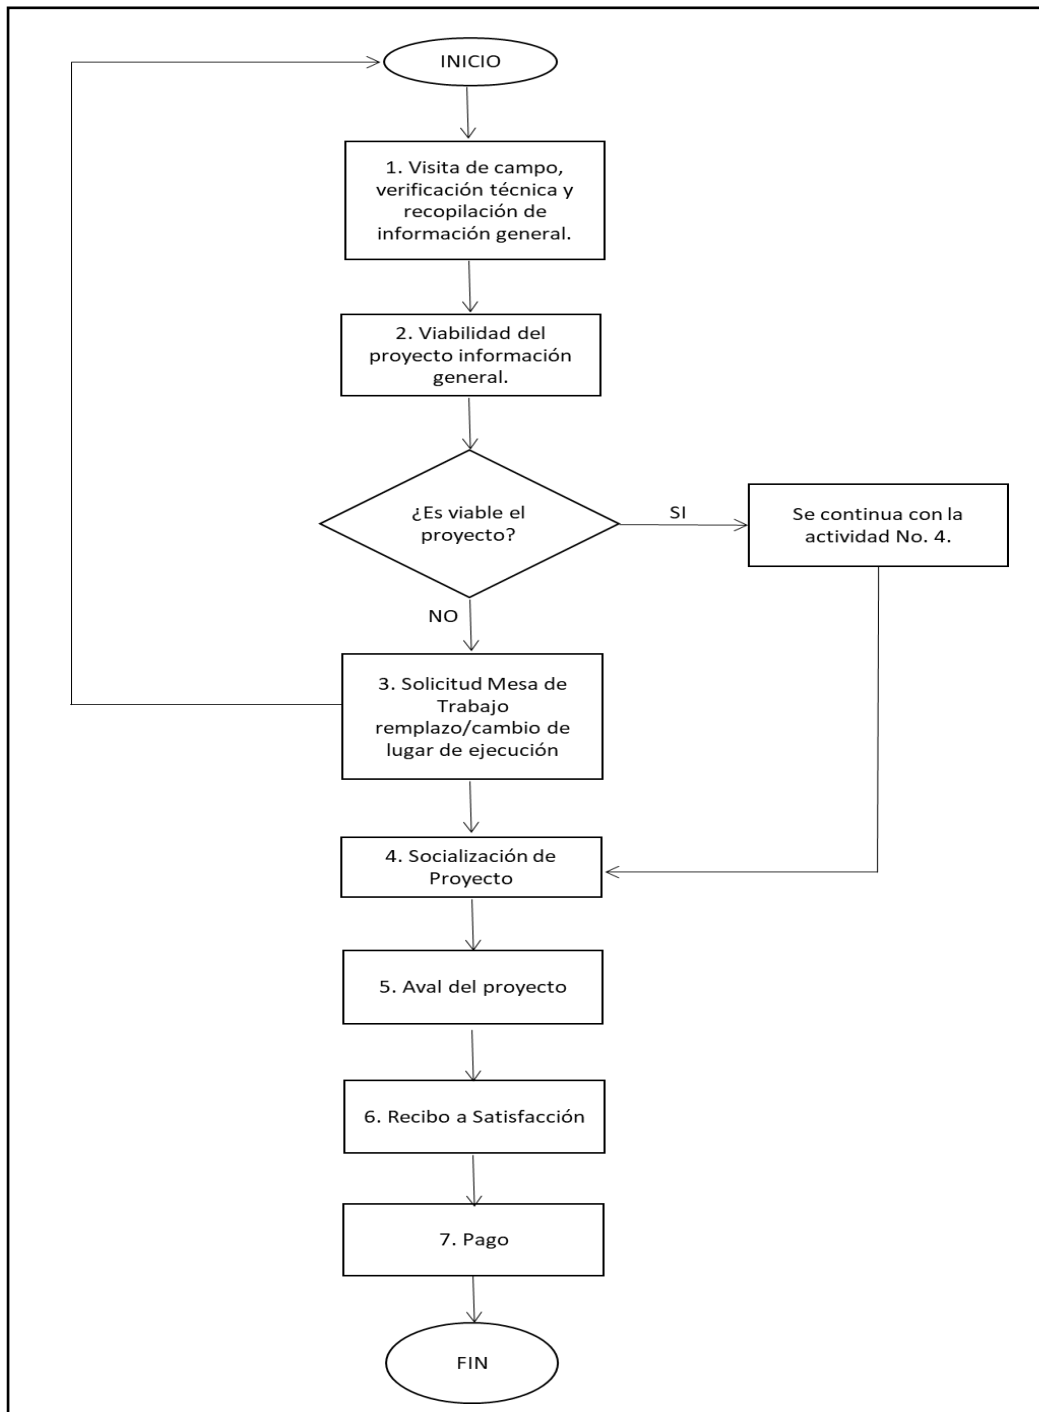 INICIO
1. Visita de campo,
verificación técnica y
recopilación de
información general.
2. Viabilidad del
proyecto información
general.
¿Es viable el
proyecto?
SI
Se continua con la
actividad No. 4.
NO
3. Solicitud Mesa de
Trabajo
remplazo/cambio de
lugar de ejecución
4. Socialización de
Proyecto
5. Aval del proyecto
6. Recibo a Satisfacción
7. Pago
FIN